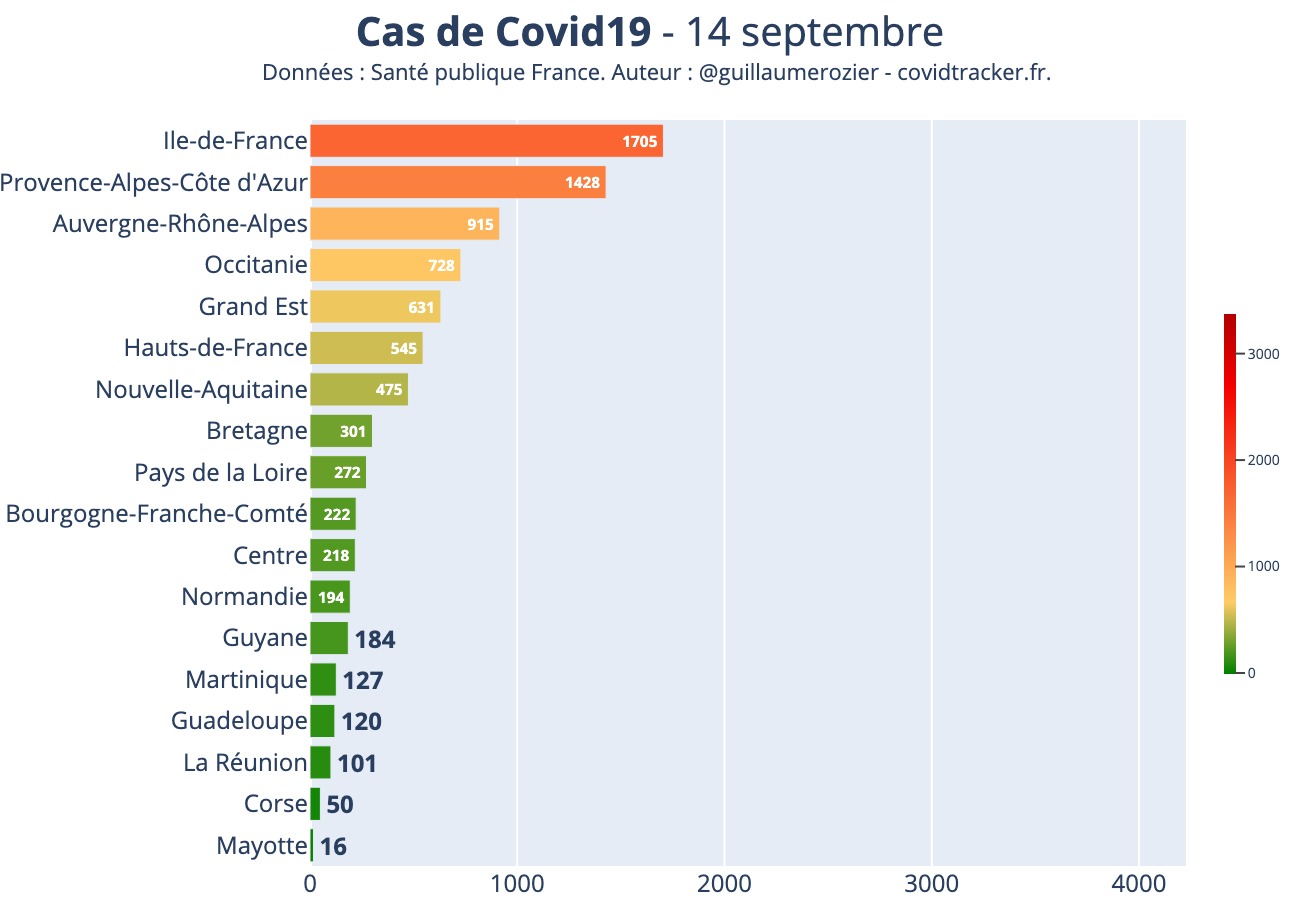 Cas de Covid19 - 14 septembre
Données : Santé publique France. Auteur : @guillaumerozier - covidtracker.fr.
Ile-de-France 1705
Provence-Alpes-Côte d'Azur 1428
Auvergne-Rhône-Alpes 915
Occitanie 728
Grand Est 631
Hauts-de-France 545
Nouvelle-Aquitaine 475
Bretagne 301
Pays de la Loire 272
Bourgogne-Franche-Comté 222
Centre 218
Normandie 194
Guyane 184
Martinique 127
Guadeloupe 120
La Réunion 101
Corse 50
Mayotte 16
0 1000 2000 3000 4000
3000
2000
1000
0